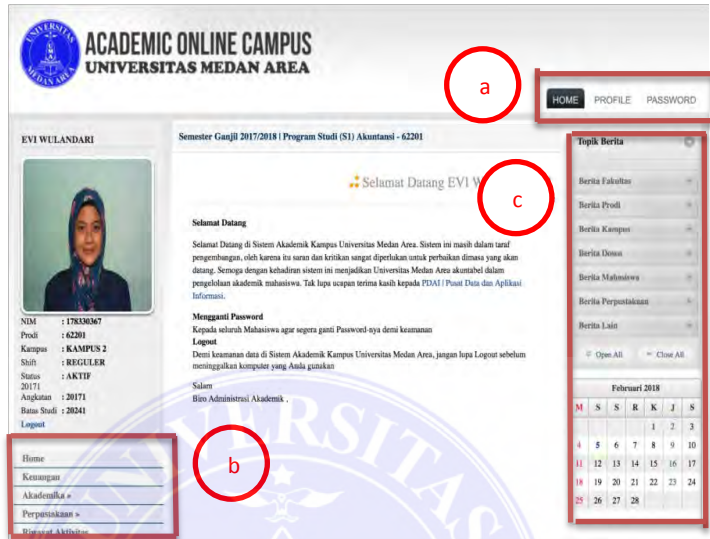 UNIVERSITAS MEDAN AREA
ACADEMIC ONLINE CAMPUS
UNIVERSITAS MEDAN AREA
a
HOME PROFILE PASSWORD
EVI WULANDARI
NIM : 178330367
Prodi : 62201
Kampus : KAMPUS 2
Shift : REGULER
Status : AKTIF
20171
Angkatan : 20171
Batas Studi : 20241
Logout
Home
Keuangan
Akademika »
Perpustakaan »
Riwayat Aktivitas
b
Semester Ganjil 2017/2018 | Program Studi (S1) Akuntansi - 62201
Selamat Datang EVI W
c
Selamat Datang
Selamat Datang di Sistem Akademik Kampus Universitas Medan Area. Sistem ini masih dalam taraf
pengembangan, oleh karena itu saran dan kritikan sangat diperlukan untuk perbaikan dimasa yang akan
datang. Semoga dengan kehadiran sistem ini menjadikan Universitas Medan Area akuntabel dalam
pengelolaan akademik mahasiswa. Tak lupa ucapan terima kasih kepada PDAI | Pusat Data dan Aplikasi
Informasi.
Mengganti Password
Kepada seluruh Mahasiswa agar segera ganti Password-nya demi keamanan
Logout
Demi keamanan data di Sistem Akademik Kampus Universitas Medan Area, jangan lupa Logout sebelum
meninggalkan komputer yang Anda gunakan
Salam
Biro Administrasi Akademik ,
Topik Berita
Berita Fakultas
Berita Prodi
Berita Kampus
Berita Dosen
Berita Mahasiswa
Berita Perpustakaan
Berita Lain
Open All Close All
Februari 2018
M S S R K J S
1 2 3
4 5 6 7 8 9 10
11 12 13 14 15 16 17
18 19 20 21 22 23 24
25 26 27 28